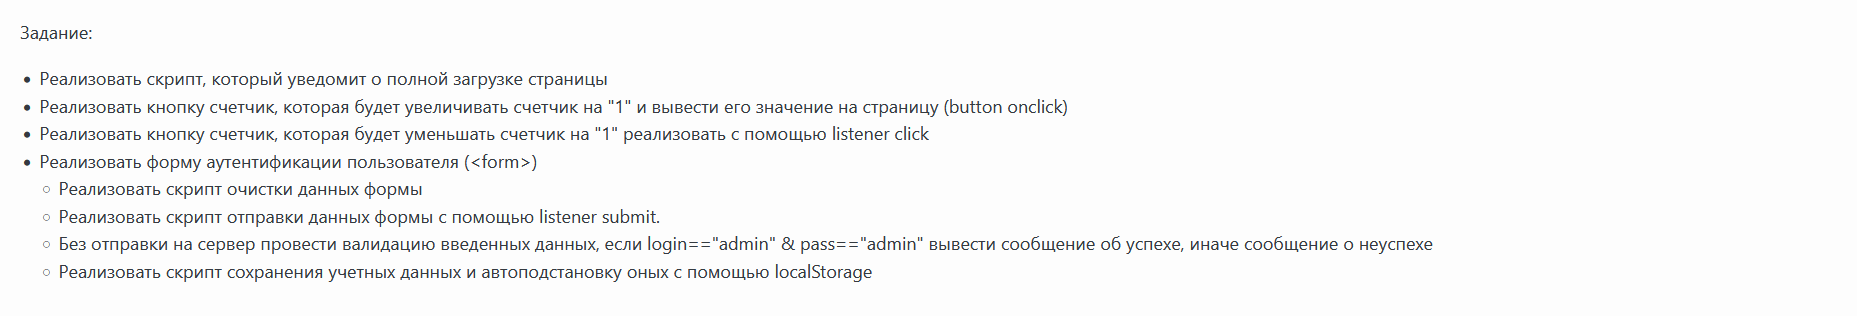 Задание:
Реализовать скрипт, который уведомит о полной загрузке страницы
Реализовать кнопку счетчик, которая будет увеличивать счетчик на "1" и вывести его значение на страницу (button onclick)
Реализовать кнопку счетчик, которая будет уменьшать счетчик на "1" реализовать с помощью listener click
Реализовать форму аутентификации пользователя (<form>)
Реализовать скрипт очистки данных формы
Реализовать скрипт отправки данных формы с помощью listener submit.
Без отправки на сервер провести валидацию введенных данных, если login=="admin" & pass=="admin" вывести сообщение об успехе, иначе сообщение о неуспехе
Реализовать скрипт сохранения учетных данных и автоподстановку оных с помощью localStorage